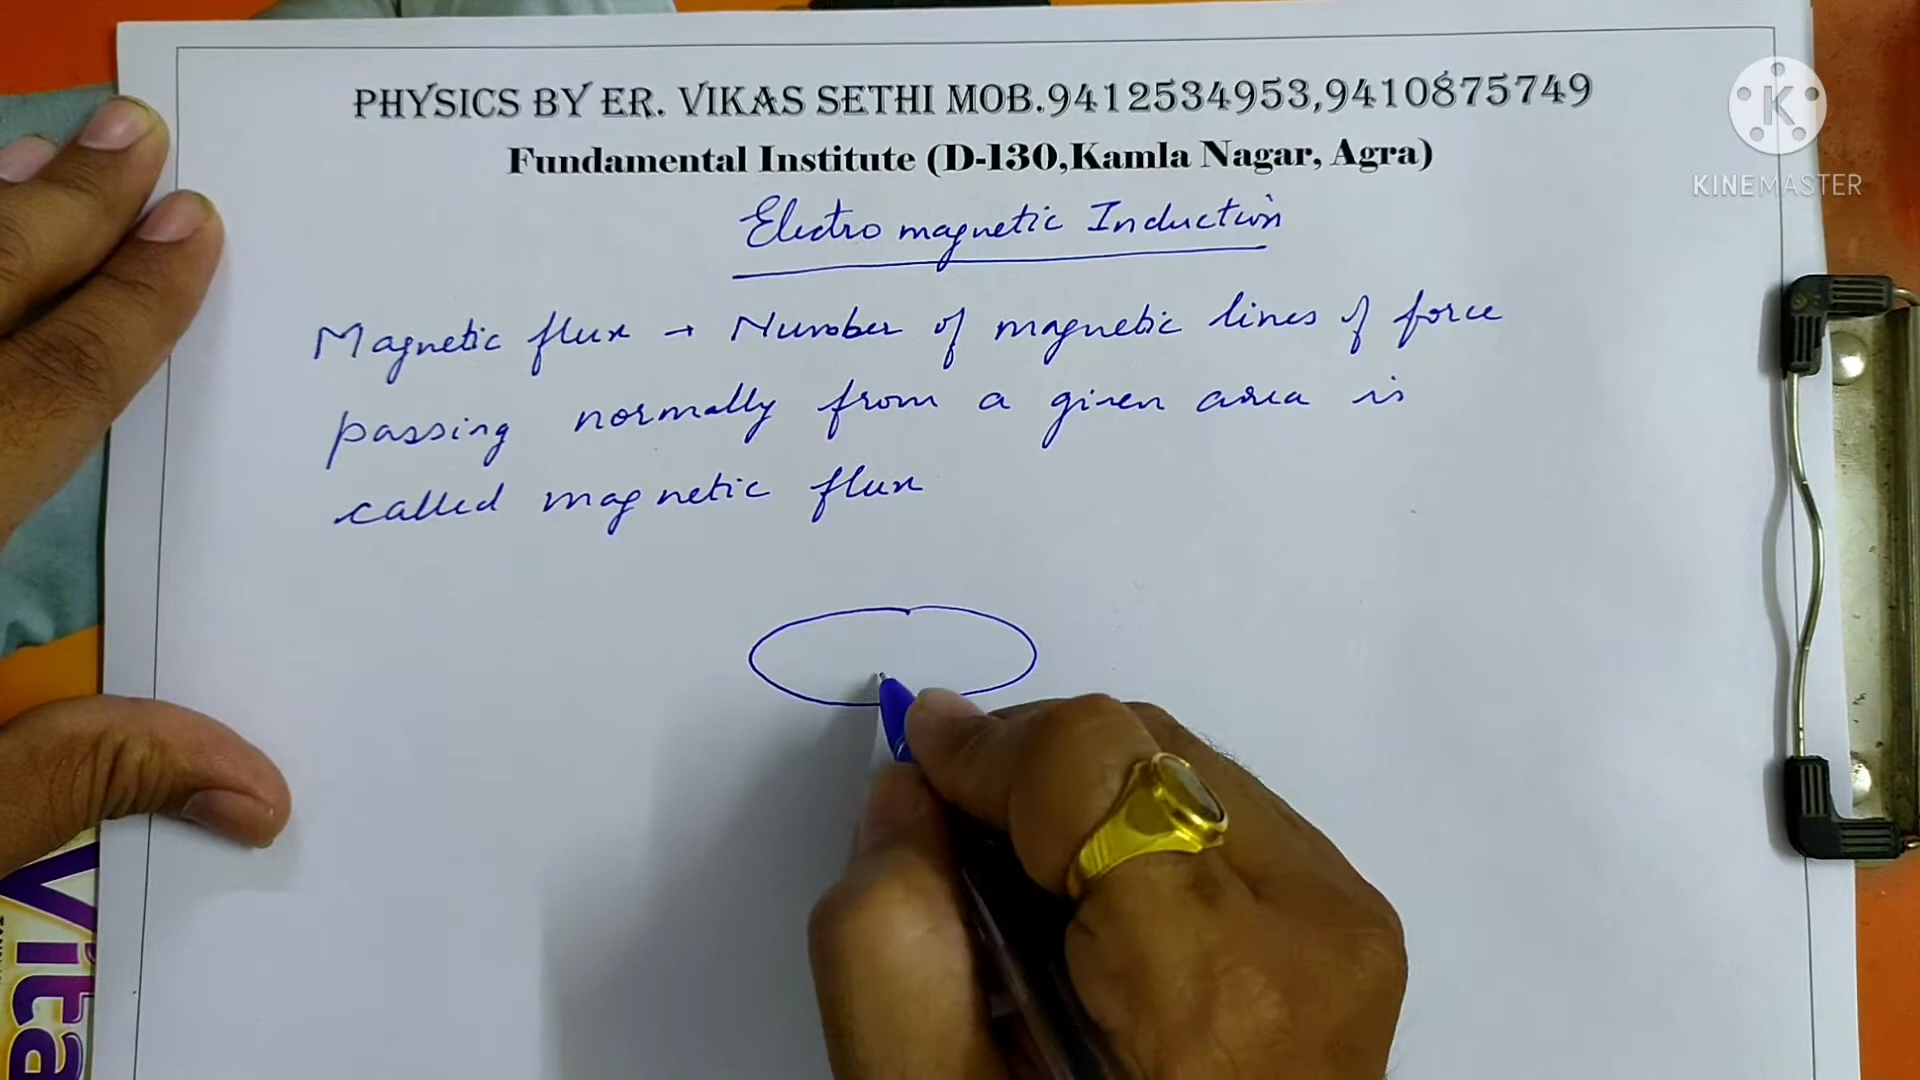 PHYSICS BY ER. VIKAS SETHI MOB.9412534953,9410875749
Fundamental Institute (D-130,Kamla Nagar, Agra)
K
KINEMASTER
Electro magnetic Induction
Magnetic flux → Number of magnetic lines of force
passing normally from a given area is
called magnetic flux
Vita